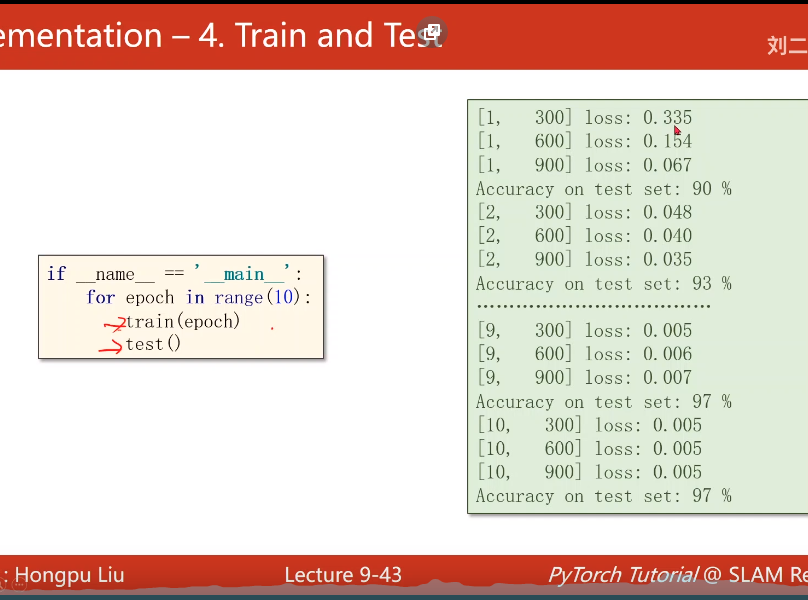 ementation – 4. Train and Test
刘二
if __name__ == '__main__':
    for epoch in range(10):
        train(epoch)
        test()
[1,   300] loss: 0.335
[1,   600] loss: 0.154
[1,   900] loss: 0.067
Accuracy on test set: 90 %
[2,   300] loss: 0.048
[2,   600] loss: 0.040
[2,   900] loss: 0.035
Accuracy on test set: 93 %
....................................
[9,   300] loss: 0.005
[9,   600] loss: 0.006
[9,   900] loss: 0.007
Accuracy on test set: 97 %
[10,   300] loss: 0.005
[10,   600] loss: 0.005
[10,   900] loss: 0.005
Accuracy on test set: 97 %
: Hongpu Liu
Lecture 9-43
PyTorch Tutorial @ SLAM Re